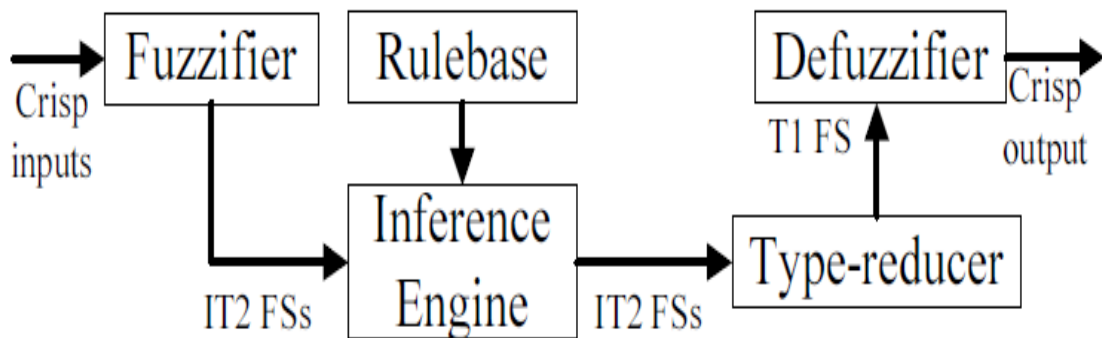 Fuzzifier
Rulebase
Defuzzifier
Crisp
inputs
T1 FS
Crisp
output
Inference
Engine
Type-reducer
IT2 FSs
IT2 FSs